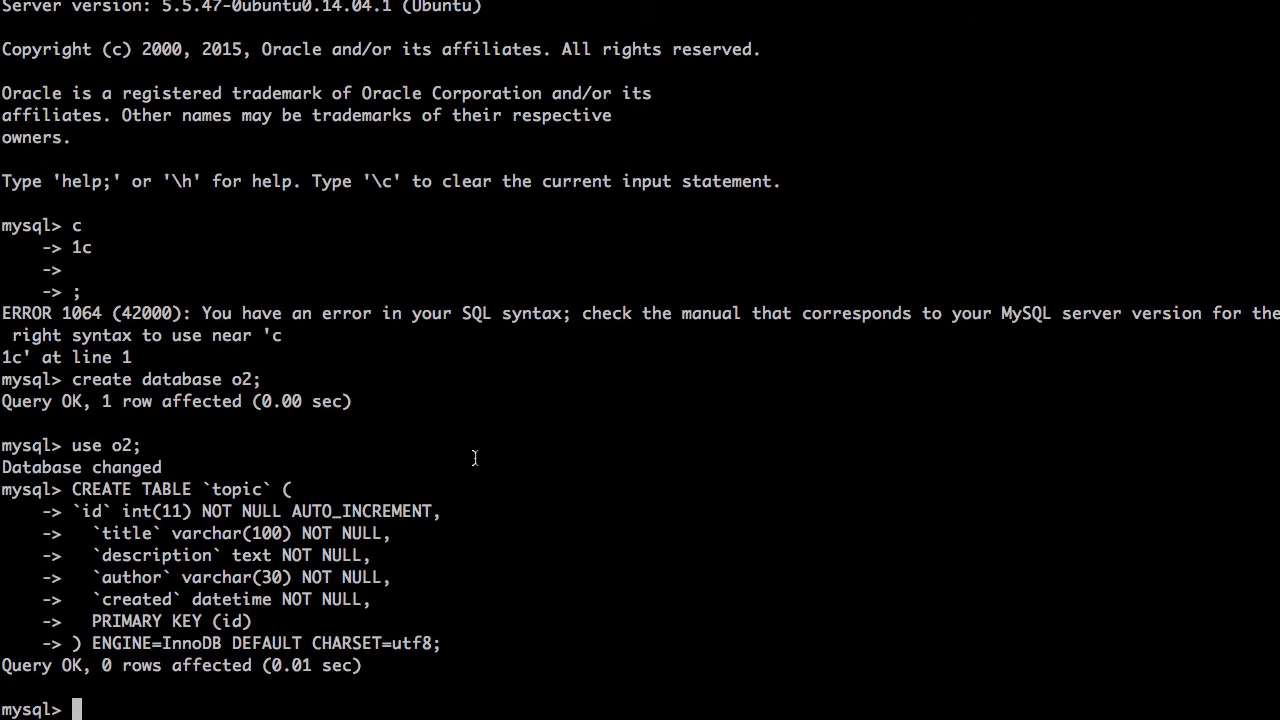 Server version: 5.5.47-0ubuntu0.14.04.1 (Ubuntu)
Copyright (c) 2000, 2015, Oracle and/or its affiliates. All rights reserved.
Oracle is a registered trademark of Oracle Corporation and/or its
affiliates. Other names may be trademarks of their respective
owners.
Type 'help;' or '\h' for help. Type '\c' to clear the current input statement.
mysql> c
    -> 1c
    ->
    -> ;
ERROR 1064 (42000): You have an error in your SQL syntax; check the manual that corresponds to your MySQL server version for the
 right syntax to use near 'c
1c' at line 1
mysql> create database o2;
Query OK, 1 row affected (0.00 sec)
mysql> use o2;
Database changed
mysql> CREATE TABLE `topic` (
    -> `id` int(11) NOT NULL AUTO_INCREMENT,
    ->   `title` varchar(100) NOT NULL,
    ->   `description` text NOT NULL,
    ->   `author` varchar(30) NOT NULL,
    ->   `created` datetime NOT NULL,
    ->   PRIMARY KEY (id)
    -> ) ENGINE=InnoDB DEFAULT CHARSET=utf8;
Query OK, 0 rows affected (0.01 sec)
mysql>